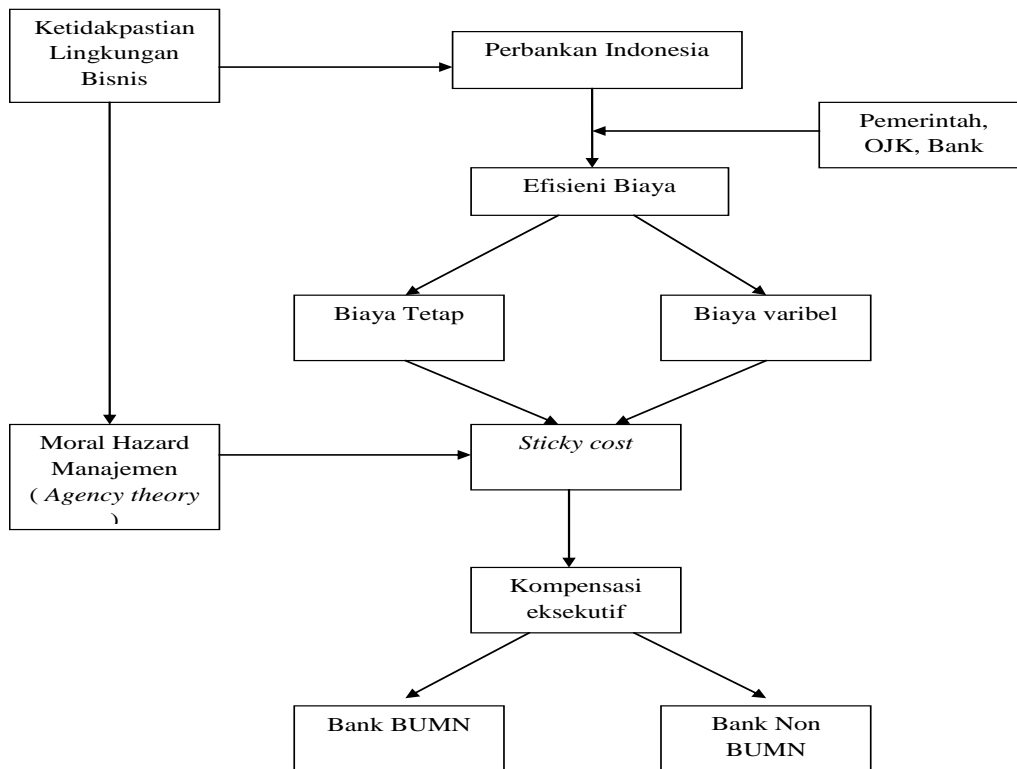 Ketidakpastian
Lingkungan
Bisnis
Perbankan Indonesia
Pemerintah,
OJK, Bank
Efisieni Biaya
Biaya Tetap
Biaya varibel
Moral Hazard
Manajemen
( Agency theory
)
Sticky cost
Kompensasi
eksekutif
Bank BUMN
Bank Non
BUMN